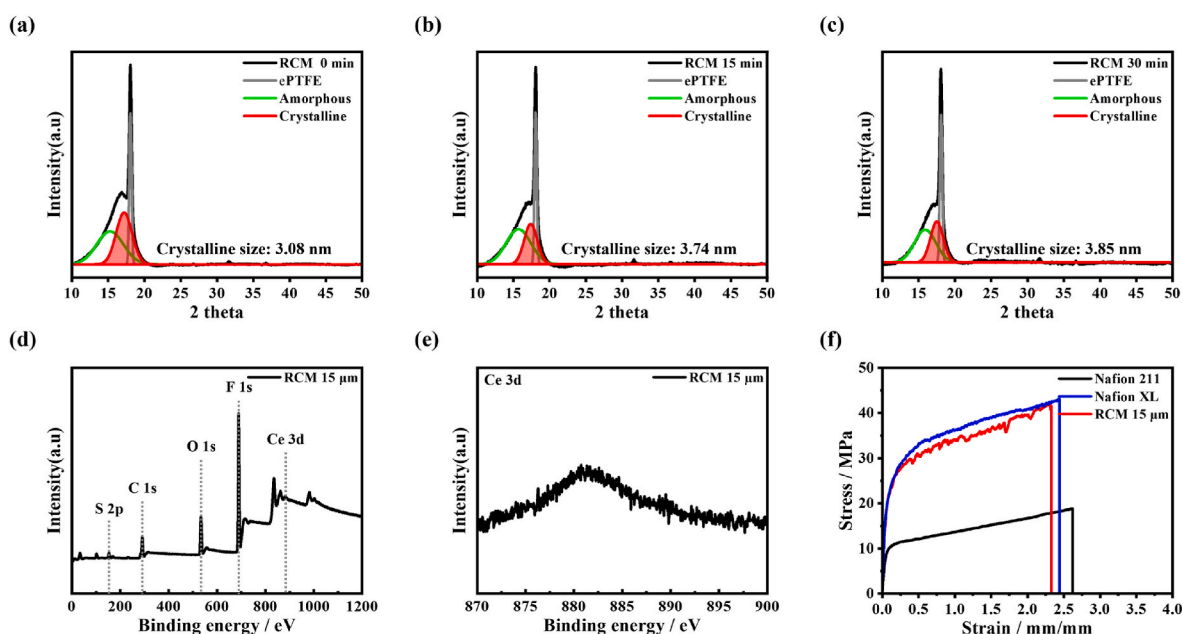 (a)
RCM 0 min
ePTFE
Amorphous
Crystalline
Crystalline size: 3.08 nm
Intensity(a.u)
10 15 20 25 30 35 40 45 50
2 theta
(b)
RCM 15 min
ePTFE
Amorphous
Crystalline
Crystalline size: 3.74 nm
Intensity(a.u)
10 15 20 25 30 35 40 45 50
2 theta
(c)
RCM 30 min
ePTFE
Amorphous
Crystalline
Crystalline size: 3.85 nm
Intensity(a.u)
10 15 20 25 30 35 40 45 50
2 theta
(d)
RCM 15 μm
F 1s
Ce 3d
O 1s
C 1s
S 2p
Intensity(a.u)
0 200 400 600 800 1000 1200
Binding energy / eV
(e)
Ce 3d
RCM 15 μm
Intensity(a.u)
870 875 880 885 890 895 900
Binding energy / eV
(f)
Nafion 211
Nafion XL
RCM 15 μm
Stress / MPa
50
40
30
20
10
0
0.0 0.5 1.0 1.5 2.0 2.5 3.0 3.5 4.0
Strain / mm/mm